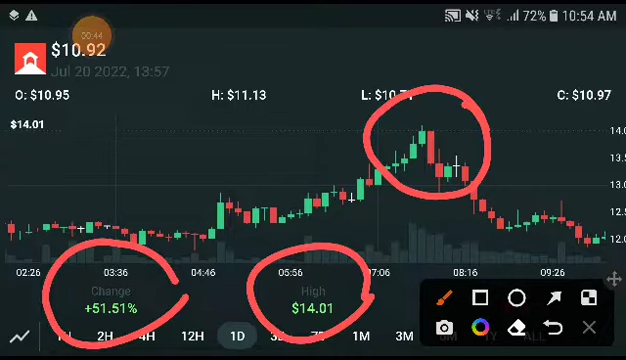 72% 10:54 AM
00:44
$10.92
Jul 20 2022, 13:57
O: $10.95 H: $11.13 L: $10.71 C: $10.97
$14.01
14.0
13.5
13.0
12.5
12.0
02:26 03:36 04:46 05:56 07:06 08:16 09:26
Change High
+51.51% $14.01
2H 4H 12H 1D 1M 3M ALL